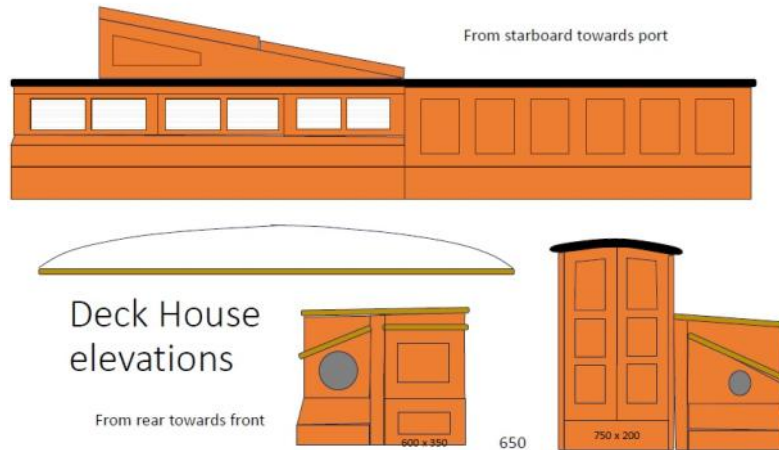 From starboard towards port
Deck House
elevations
From rear towards front
600 x 350
650
750 x 200